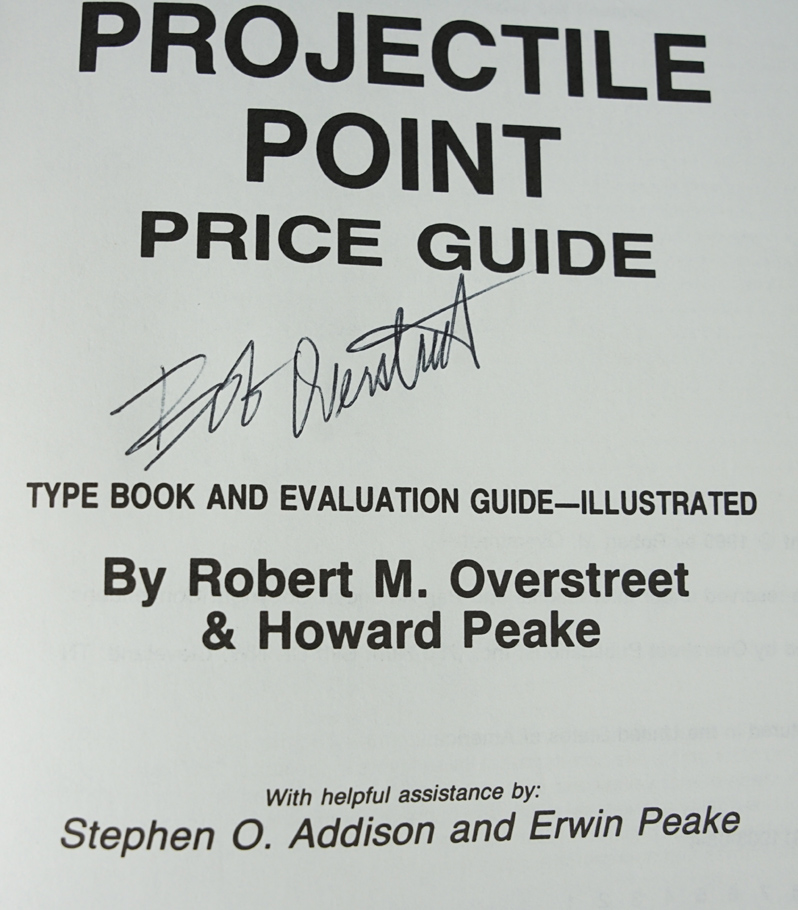 PROJECTILE
POINT
PRICE GUIDE
Bob Overstreet
TYPE BOOK AND EVALUATION GUIDE—ILLUSTRATED
By Robert M. Overstreet
& Howard Peake
With helpful assistance by:
Stephen O. Addison and Erwin Peake